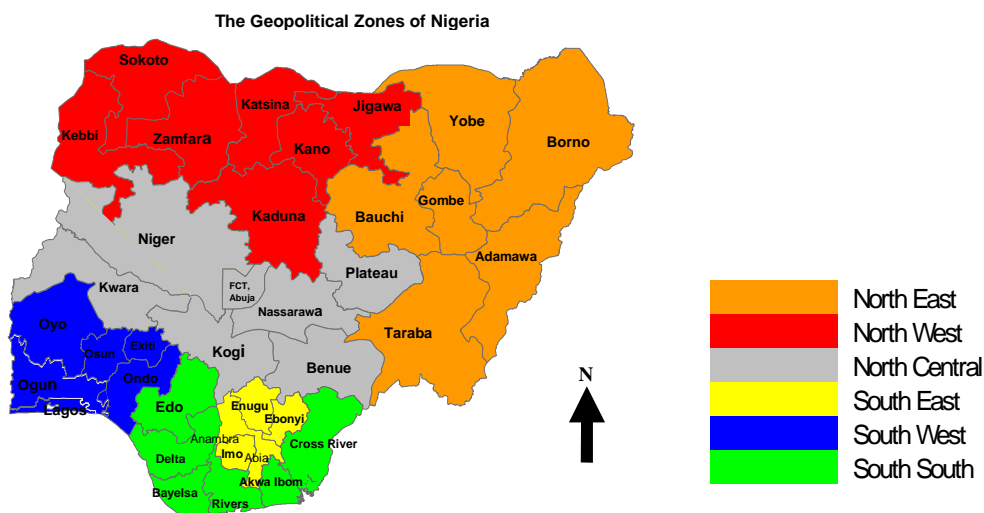 The Geopolitical Zones of Nigeria
Sokoto
Katsina
Jigawa
Yobe
Kebbi
Zamfara
Kano
Borno
Gombe
Bauchi
Kaduna
Niger
Adamawa
Plateau
FCT,
Abuja
Kwara
Nassarawa
Oyo
Taraba
Osun
Ekiti
Kogi
Benue
Ogun
Ondo
Lagos
Edo
Enugu
Ebonyi
Anambra
Cross River
Imo
Abia
Delta
Akwa Ibom
Bayelsa
Rivers
N
North East
North West
North Central
South East
South West
South South